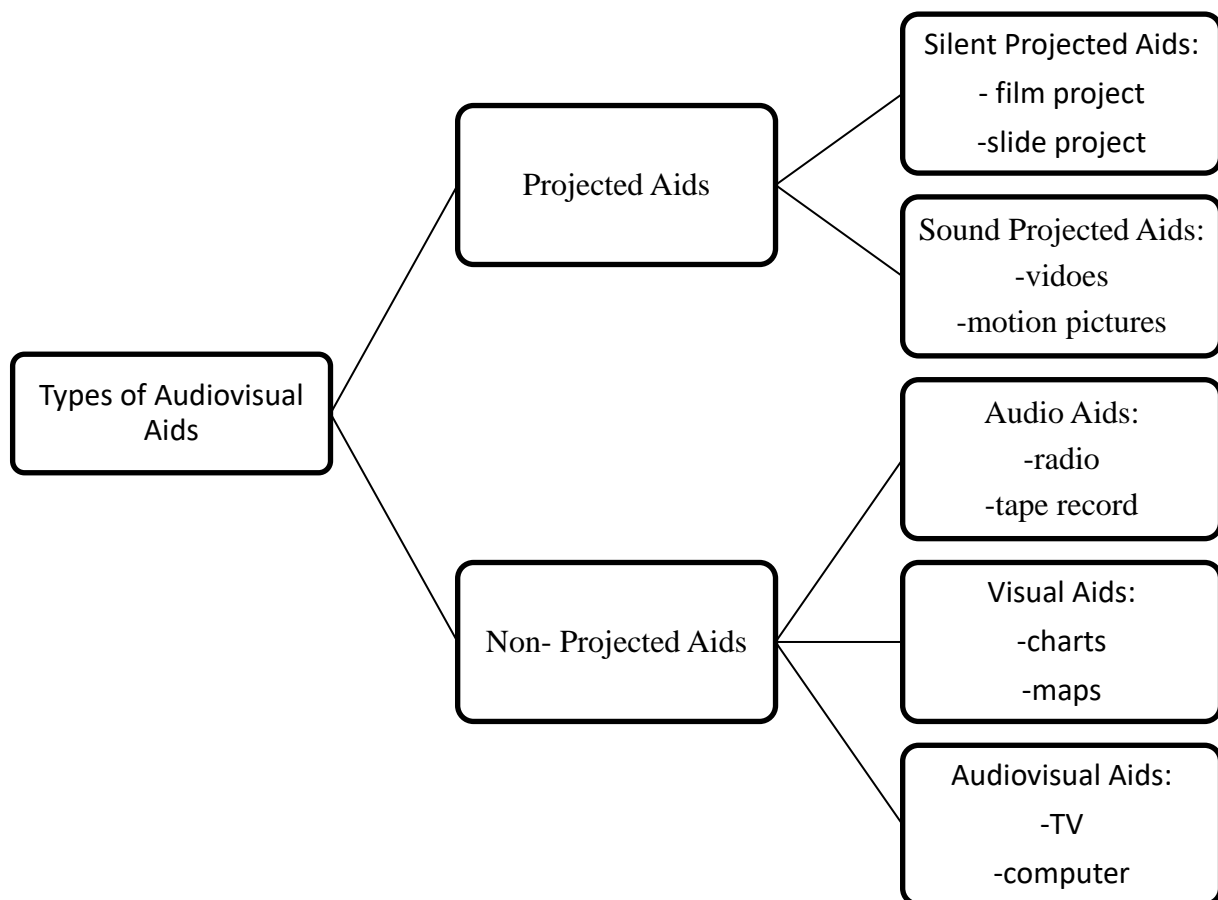 Types of Audiovisual
Aids
Projected Aids
Silent Projected Aids:
- film project
-slide project
Sound Projected Aids:
-vidoes
-motion pictures
Non- Projected Aids
Audio Aids:
-radio
-tape record
Visual Aids:
-charts
-maps
Audiovisual Aids:
-TV
-computer